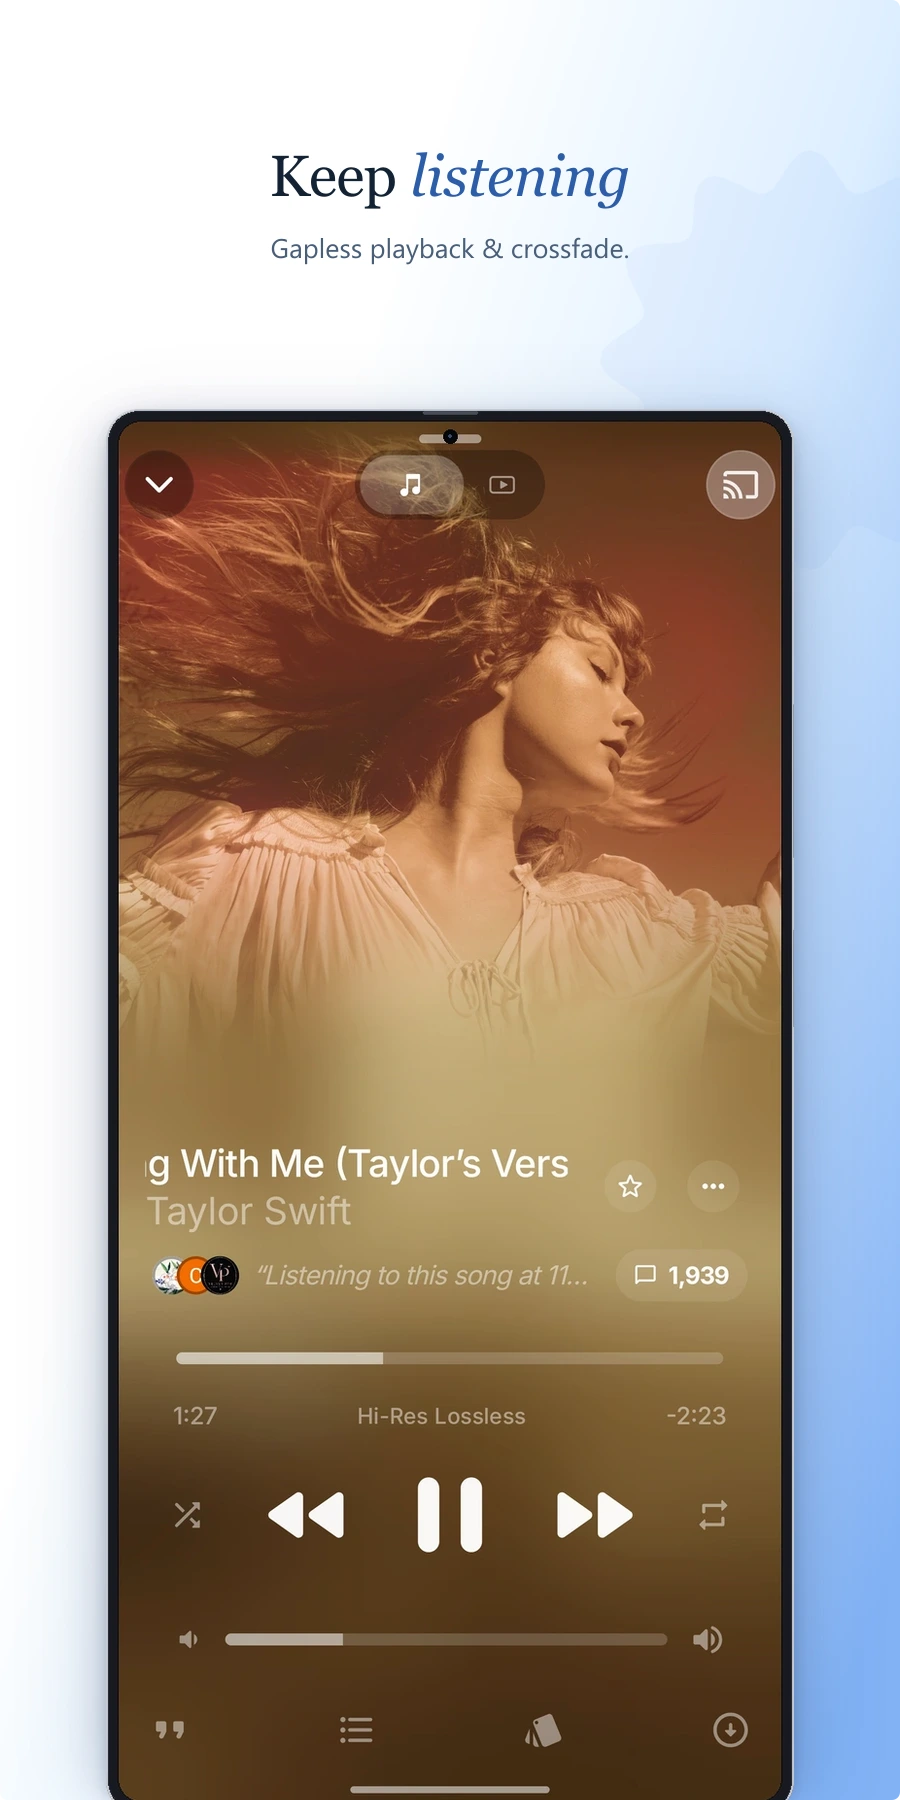 Keep listening
Gapless playback & crossfade.
g With Me (Taylor’s Vers
Taylor Swift
“Listening to this song at 11...
1,939
1:27
Hi-Res Lossless
-2:23